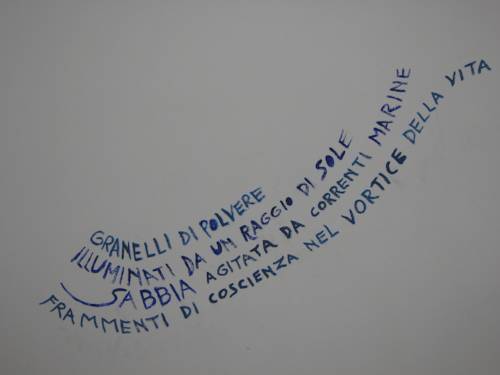 GRANELLI DI POLVERE
ILLUMINATI DA UN RAGGIO DI SOLE
SABBIA AGITATA DA CORRENTI MARINE
FRAMMENTI DI COSCIENZA NEL VORTICE DELLA VITA